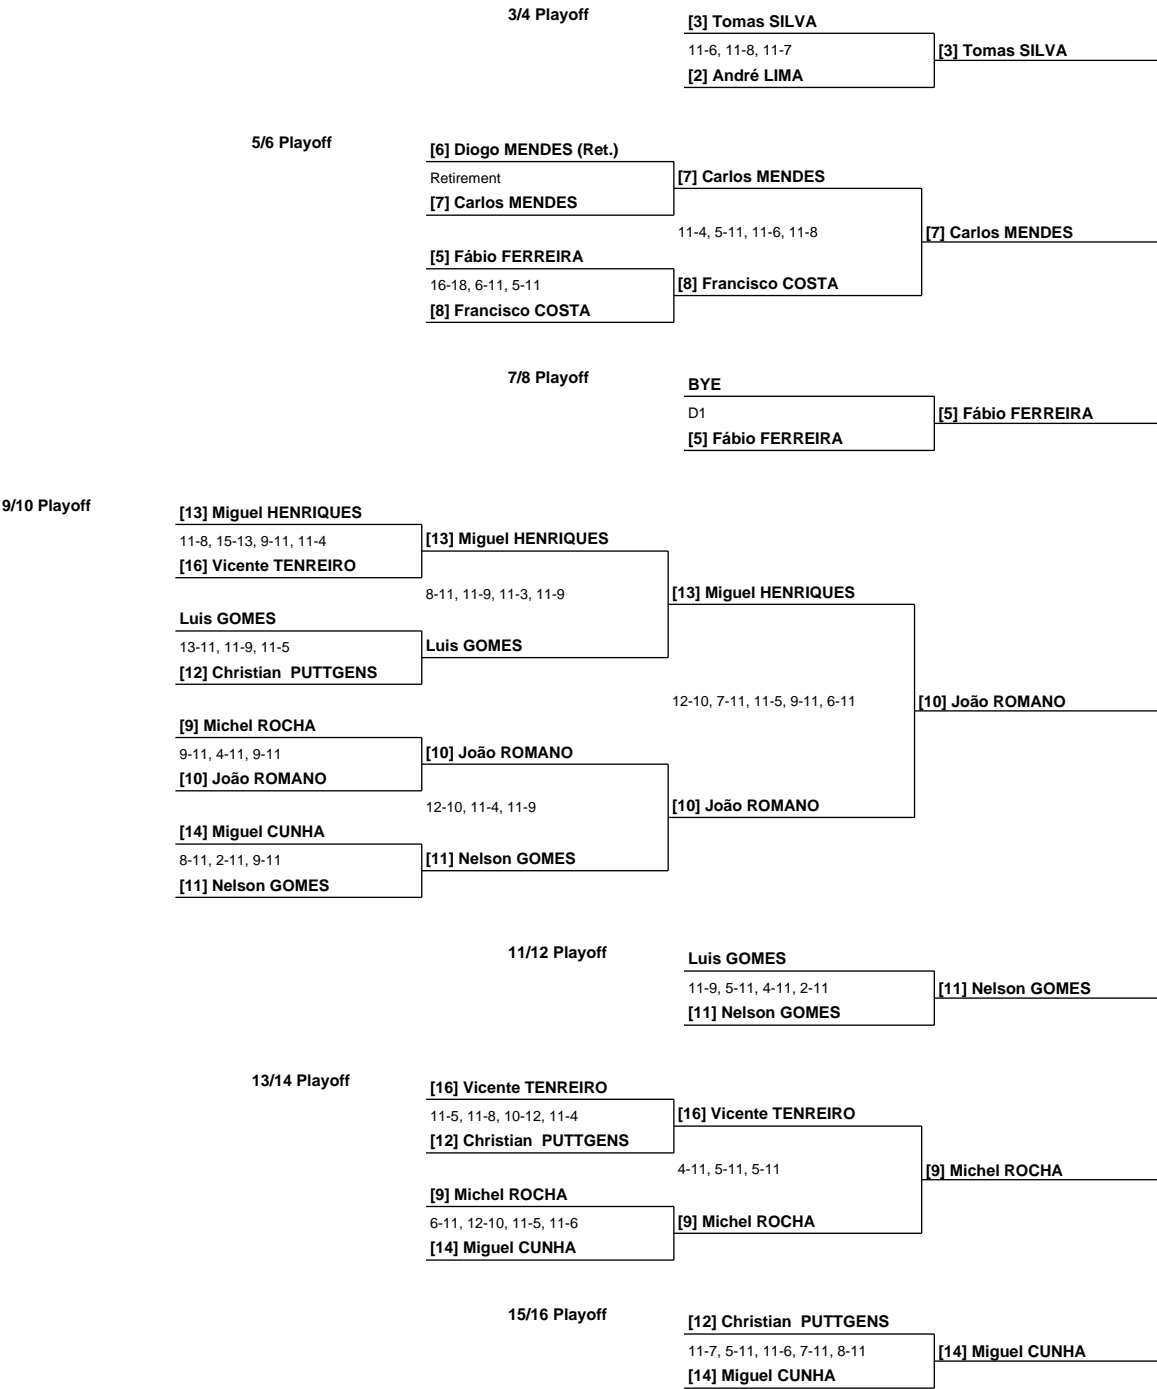 3/4 Playoff
[3] Tomas SILVA
11-6, 11-8, 11-7
[3] Tomas SILVA
[2] André LIMA
5/6 Playoff
[6] Diogo MENDES (Ret.)
Retirement
[7] Carlos MENDES
[7] Carlos MENDES
11-4, 5-11, 11-6, 11-8
[7] Carlos MENDES
[5] Fábio FERREIRA
16-18, 6-11, 5-11
[8] Francisco COSTA
[8] Francisco COSTA
7/8 Playoff
BYE
D1
[5] Fábio FERREIRA
[5] Fábio FERREIRA
9/10 Playoff
[13] Miguel HENRIQUES
11-8, 15-13, 9-11, 11-4
[13] Miguel HENRIQUES
[16] Vicente TENREIRO
8-11, 11-9, 11-3, 11-9
[13] Miguel HENRIQUES
Luis GOMES
13-11, 11-9, 11-5
Luis GOMES
[12] Christian  PUTTGENS
12-10, 7-11, 11-5, 9-11, 6-11
[10] João ROMANO
[9] Michel ROCHA
9-11, 4-11, 9-11
[10] João ROMANO
[10] João ROMANO
12-10, 11-4, 11-9
[10] João ROMANO
[14] Miguel CUNHA
8-11, 2-11, 9-11
[11] Nelson GOMES
[11] Nelson GOMES
11/12 Playoff
Luis GOMES
11-9, 5-11, 4-11, 2-11
[11] Nelson GOMES
[11] Nelson GOMES
13/14 Playoff
[16] Vicente TENREIRO
11-5, 11-8, 10-12, 11-4
[16] Vicente TENREIRO
[12] Christian  PUTTGENS
4-11, 5-11, 5-11
[9] Michel ROCHA
[9] Michel ROCHA
6-11, 12-10, 11-5, 11-6
[9] Michel ROCHA
[14] Miguel CUNHA
15/16 Playoff
[12] Christian  PUTTGENS
11-7, 5-11, 11-6, 7-11, 8-11
[14] Miguel CUNHA
[14] Miguel CUNHA